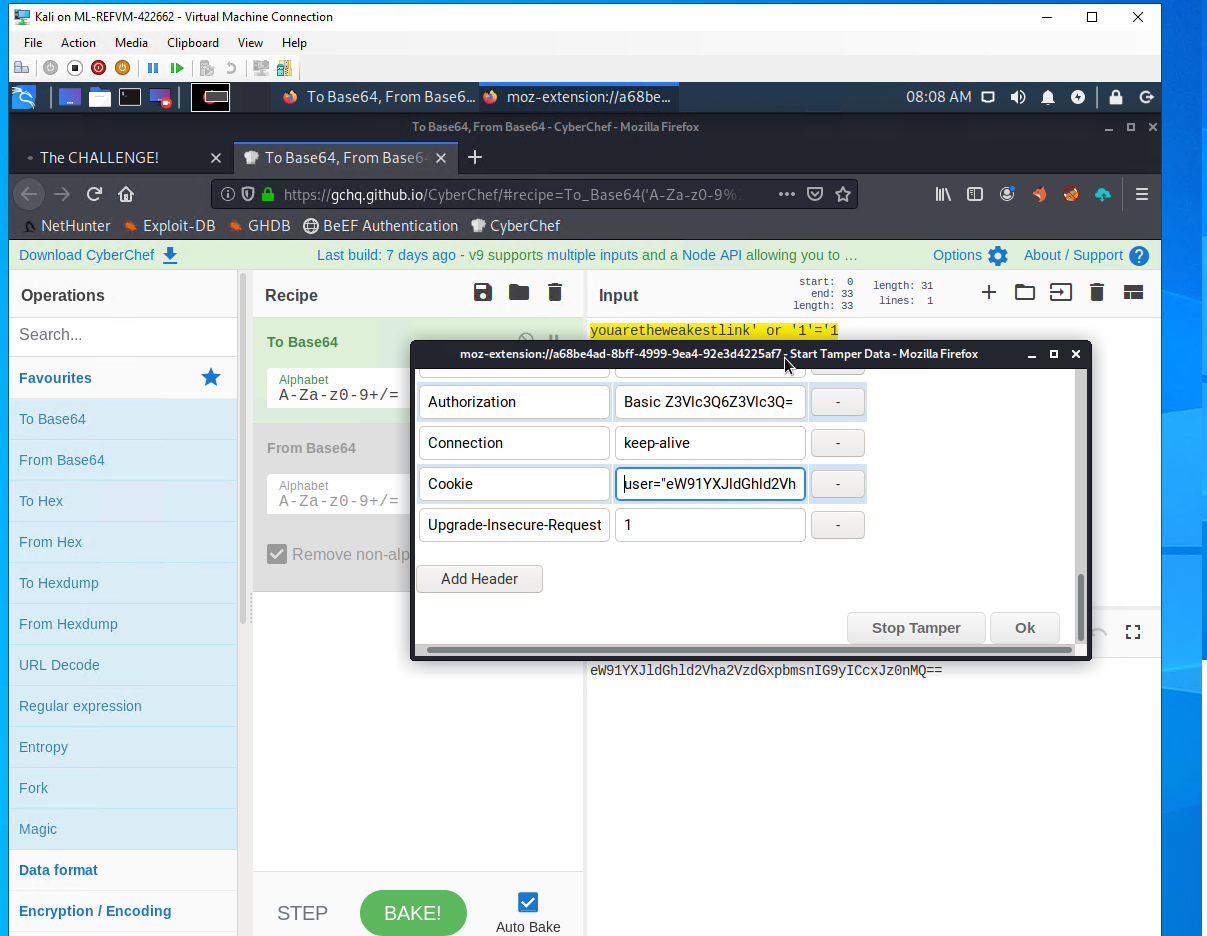 Kali on ML-REFVM-422662 - Virtual Machine Connection
File Action Media Clipboard View Help
To Base64, From Base6... moz-extension://a68be... 08:08 AM
To Base64, From Base64 - CyberChef - Mozilla Firefox
The CHALLENGE! To Base64, From Base64
https://gchq.github.io/CyberChef/#recipe=To_Base64('A-Za-z0-9%
NetHunter Exploit-DB GHDB BeEF Authentication CyberChef
Download CyberChef Last build: 7 days ago - v9 supports multiple inputs and a Node API allowing you to ... Options About / Support
Operations
Search...
Favourites
To Base64
From Base64
To Hex
From Hex
To Hexdump
From Hexdump
URL Decode
Regular expression
Entropy
Fork
Magic
Data format
Encryption / Encoding
Recipe
To Base64
Alphabet
A-Za-z0-9+/=
From Base64
Alphabet
A-Za-z0-9+/=
Remove non-alp
STEP BAKE! Auto Bake
Input
start: 0
end: 33
length: 33
length: 31
lines: 1
youaretheweakestlink' or '1'='1
moz-extension://a68be4ad-8bff-4999-9ea4-92e3d4225af7 - Start Tamper Data - Mozilla Firefox
Authorization Basic Z3Vlc3Q6Z3Vlc3Q= -
Connection keep-alive -
Cookie user="eW91YXJldGhld2Vh -
Upgrade-Insecure-Request 1 -
Add Header
Stop Tamper Ok
eW91YXJldGhld2Vha2VzdGxpbmsnIG9yICcxJz0nMQ==